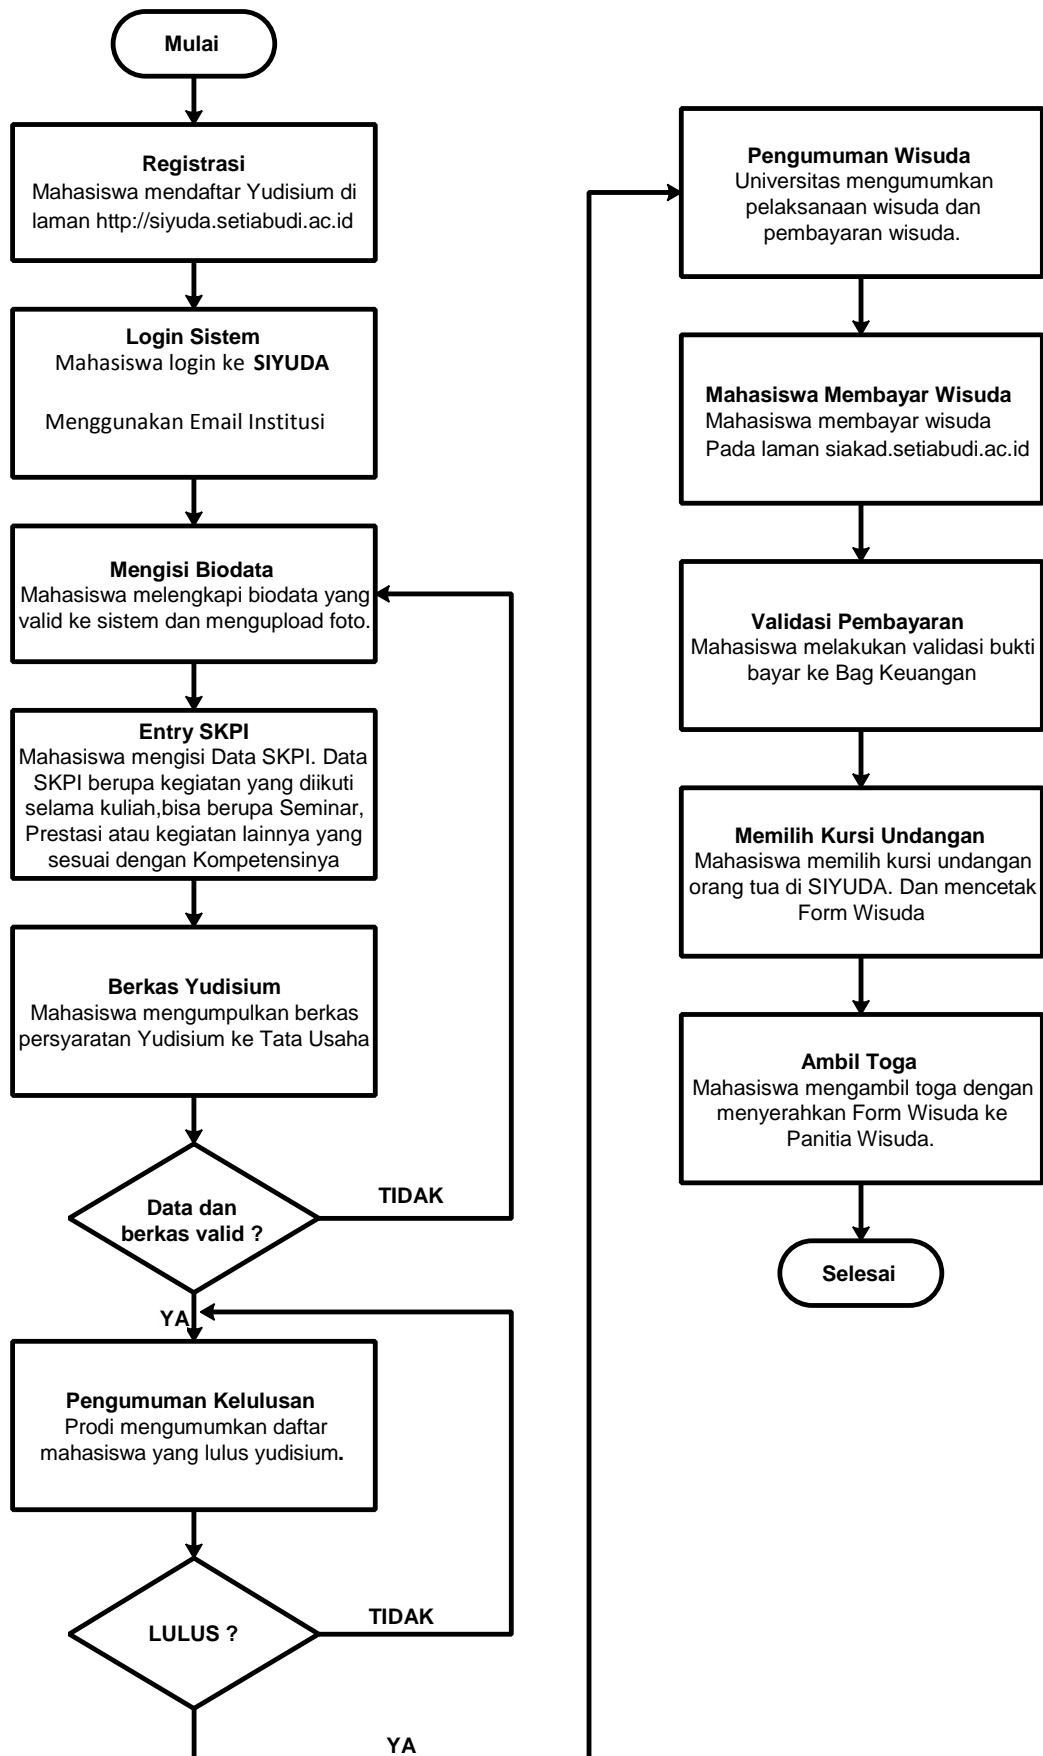 Mulai
Registrasi
Mahasiswa mendaftar Yudisium di
laman http://siyuda.setiabudi.ac.id
Login Sistem
Mahasiswa login ke SIYUDA
Menggunakan Email Institusi
Mengisi Biodata
Mahasiswa melengkapi biodata yang
valid ke sistem dan mengupload foto.
Entry SKPI
Mahasiswa mengisi Data SKPI. Data
SKPI berupa kegiatan yang diikuti
selama kuliah,bisa berupa Seminar,
Prestasi atau kegiatan lainnya yang
sesuai dengan Kompetensinya
Berkas Yudisium
Mahasiswa mengumpulkan berkas
persyaratan Yudisium ke Tata Usaha
Data dan
berkas valid ?
TIDAK
YA
Pengumuman Kelulusan
Prodi mengumumkan daftar
mahasiswa yang lulus yudisium.
LULUS ?
TIDAK
YA
Pengumuman Wisuda
Universitas mengumumkan
pelaksanaan wisuda dan
pembayaran wisuda.
Mahasiswa Membayar Wisuda
Mahasiswa membayar wisuda
Pada laman siakad.setiabudi.ac.id
Validasi Pembayaran
Mahasiswa melakukan validasi bukti
bayar ke Bag Keuangan
Memilih Kursi Undangan
Mahasiswa memilih kursi undangan
orang tua di SIYUDA. Dan mencetak
Form Wisuda
Ambil Toga
Mahasiswa mengambil toga dengan
menyerahkan Form Wisuda ke
Panitia Wisuda.
Selesai